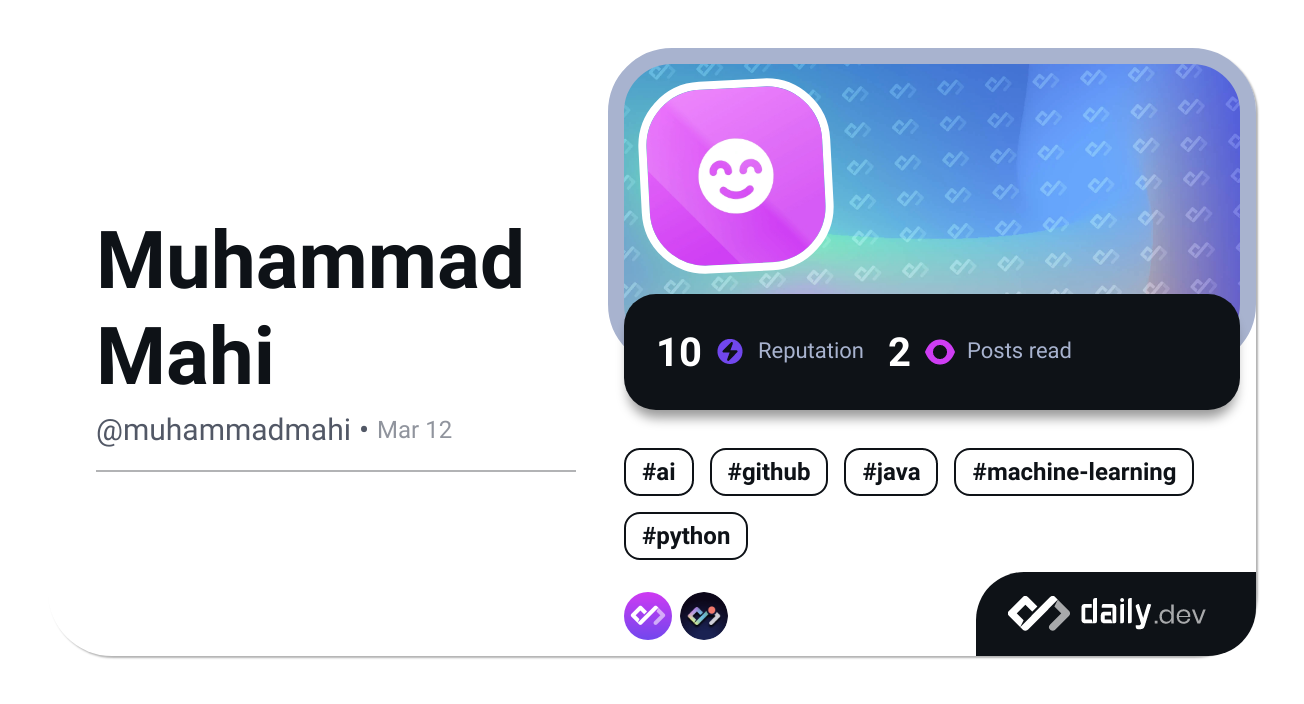 Muhammad
Mahi
@muhammadmahi • Mar 12
10 Reputation 2 Posts read
#ai #github #java #machine-learning
#python
daily.dev